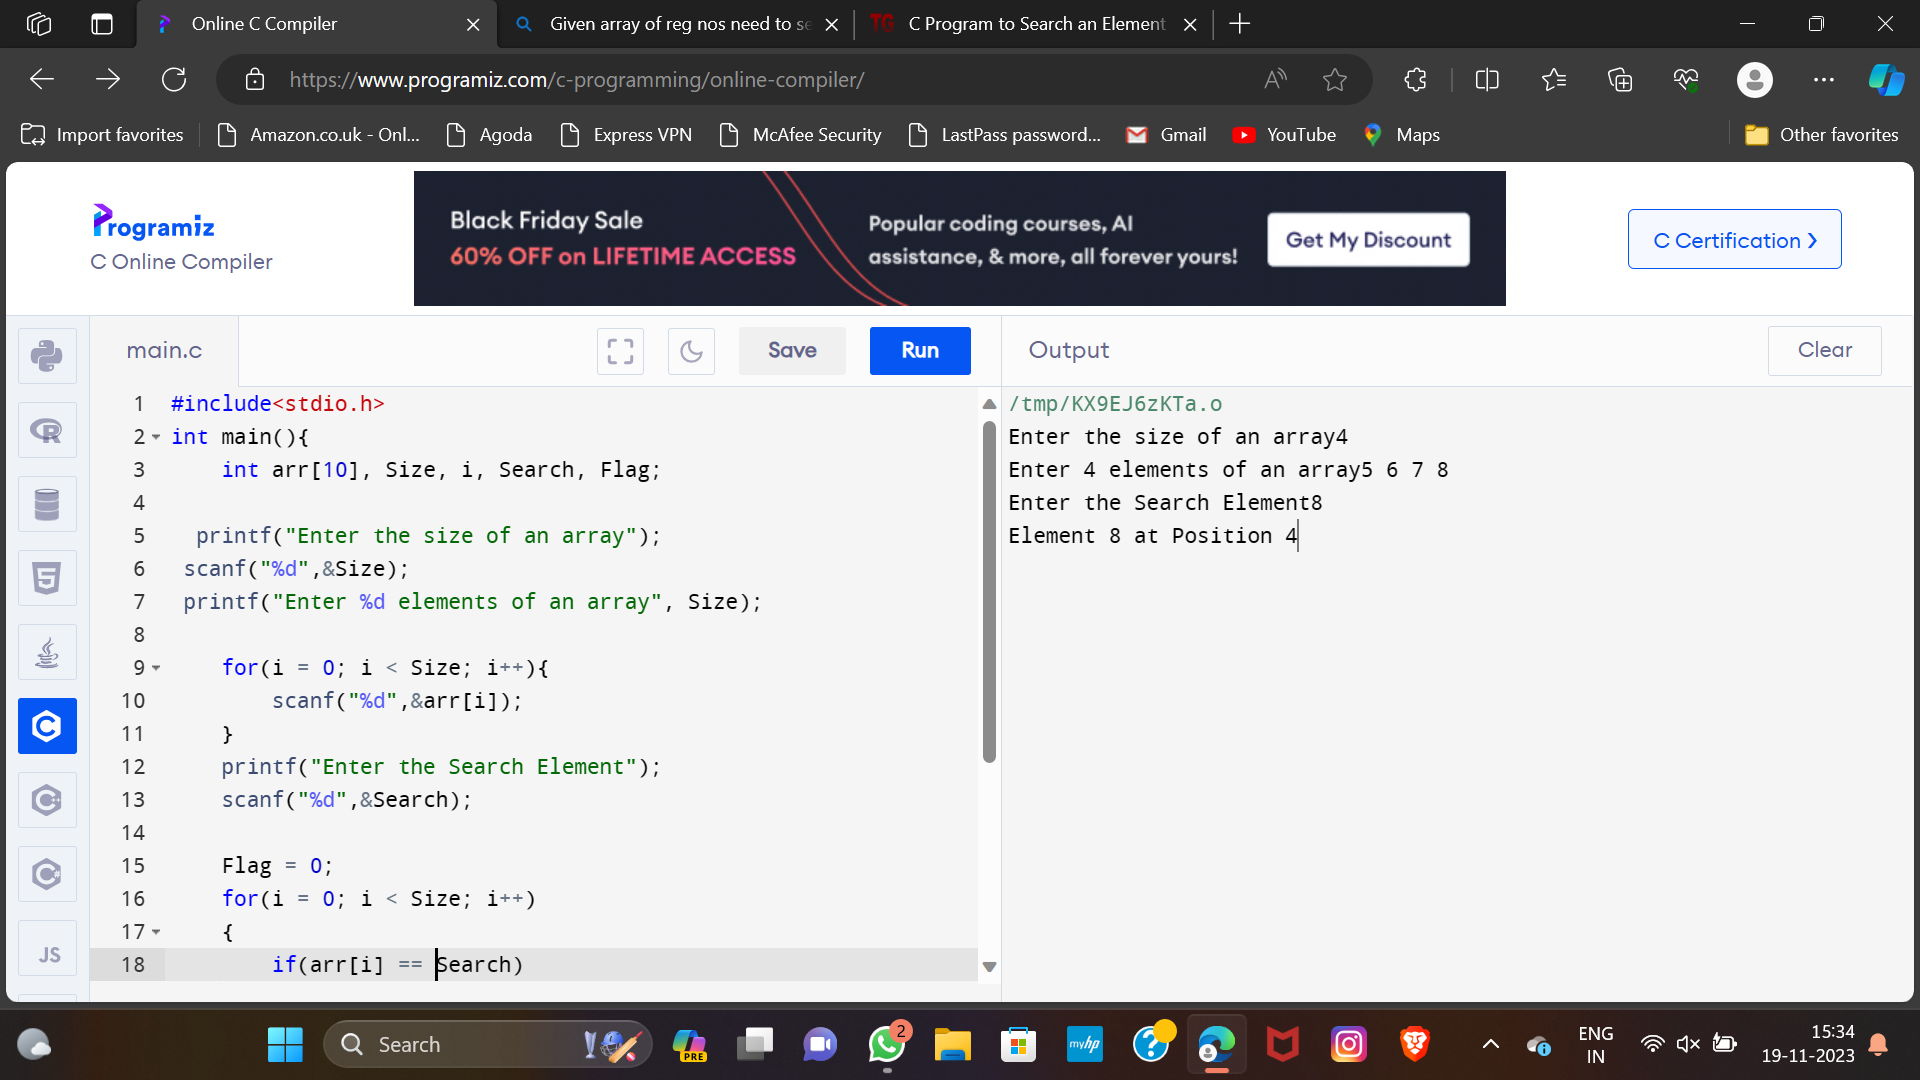 Online C Compiler
Given array of reg nos need to se
C Program to Search an Element
https://www.programiz.com/c-programming/online-compiler/
Import favorites
Amazon.co.uk - Onl...
Agoda
Express VPN
McAfee Security
LastPass password...
Gmail
YouTube
Maps
Other favorites
Programiz
C Online Compiler
Black Friday Sale
60% OFF on LIFETIME ACCESS
Popular coding courses, AI
assistance, & more, all forever yours!
Get My Discount
C Certification >
main.c
Save
Run
Output
Clear
1 #include<stdio.h>
2 int main(){
3 int arr[10], Size, i, Search, Flag;
4
5 printf("Enter the size of an array");
6 scanf("%d",&Size);
7 printf("Enter %d elements of an array", Size);
8
9 for(i = 0; i < Size; i++){
10 scanf("%d",&arr[i]);
11 }
12 printf("Enter the Search Element");
13 scanf("%d",&Search);
14
15 Flag = 0;
16 for(i = 0; i < Size; i++)
17 {
18 if(arr[i] == Search)
/tmp/KX9EJ6zKTa.o
Enter the size of an array4
Enter 4 elements of an array5 6 7 8
Enter the Search Element8
Element 8 at Position 4
JS
Search
PRE
2
myhp
ENG
IN
15:34
19-11-2023